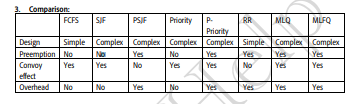 3. Comparison:
FCFS SJF PSJF Priority P-Priority RR MLQ MLFQ
Design Simple Complex Complex Complex Complex Simple Complex Complex
Preemption No No Yes No Yes Yes Yes Yes
Convoy effect Yes Yes No Yes Yes No Yes Yes
Overhead No No Yes No Yes Yes Yes Yes
Help